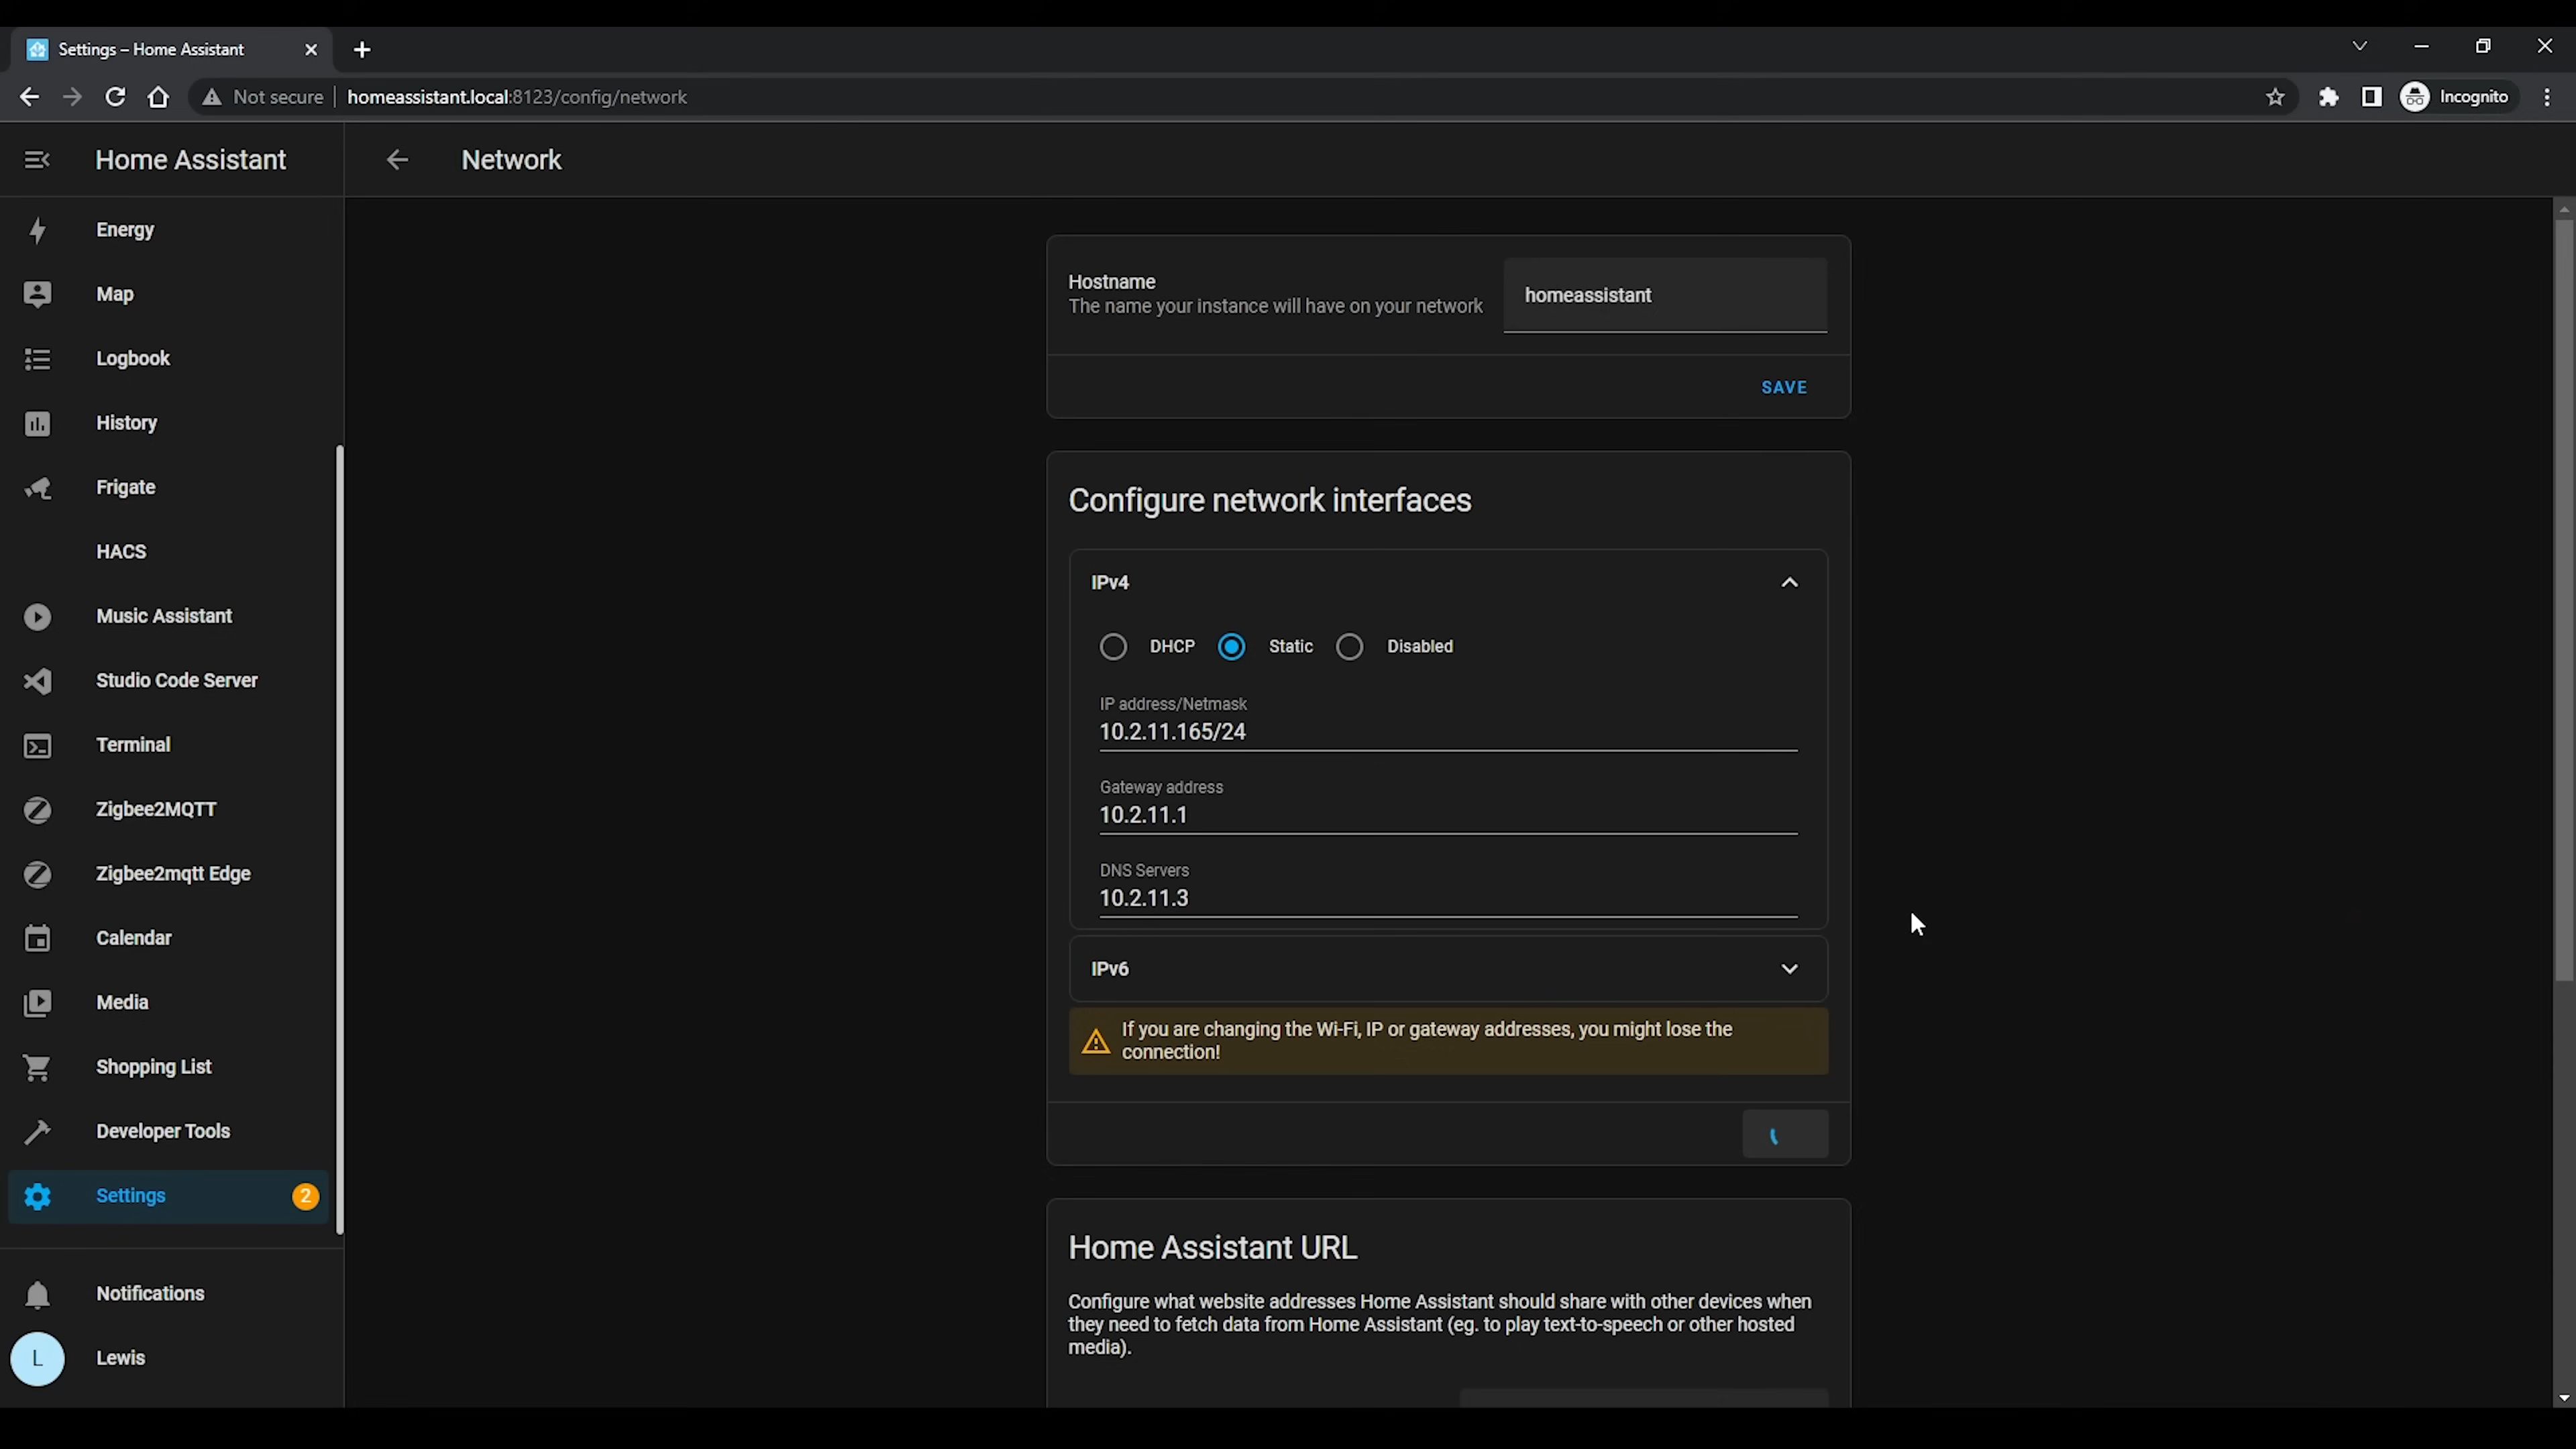 Settings – Home Assistant
Not secure
homeassistant.local:8123/config/network
Incognito
Home Assistant
Network
Energy
Map
Logbook
History
Frigate
HACS
Music Assistant
Studio Code Server
Terminal
Zigbee2MQTT
Zigbee2mqtt Edge
Calendar
Media
Shopping List
Developer Tools
Settings
2
Notifications
L
Lewis
Hostname
The name your instance will have on your network
homeassistant
SAVE
Configure network interfaces
IPv4
DHCP
Static
Disabled
IP address/Netmask
10.2.11.165/24
Gateway address
10.2.11.1
DNS Servers
10.2.11.3
IPv6
If you are changing the Wi-Fi, IP or gateway addresses, you might lose the
connection!
Home Assistant URL
Configure what website addresses Home Assistant should share with other devices when
they need to fetch data from Home Assistant (eg. to play text-to-speech or other hosted
media).